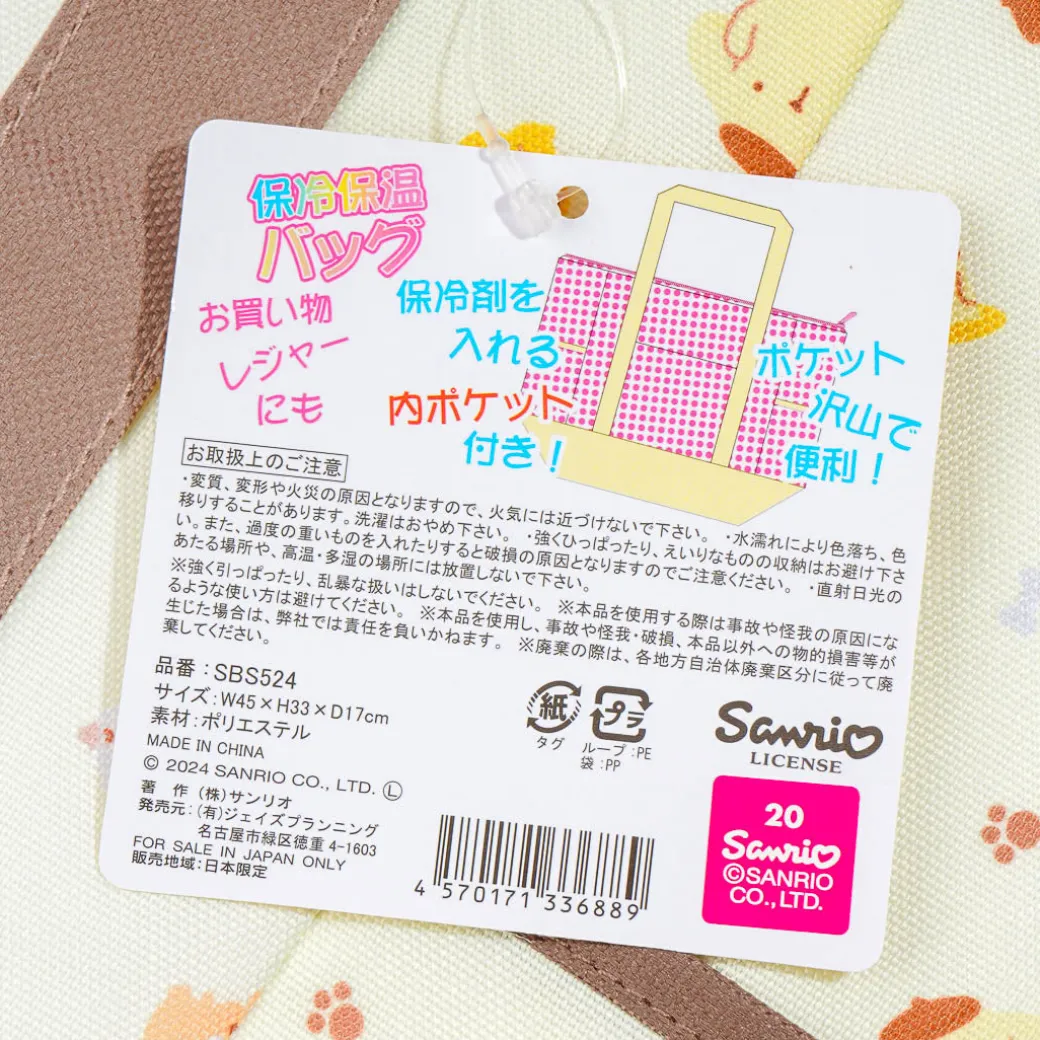 保冷保温
バッグ
お買い物
レジャー
にも
保冷剤を
入れる
内ポケット
付き!
ポケット
沢山で
便利!
お取扱上のご注意
・変質、変形や火災の原因となりますので、火気には近づけないで下さい。 ・水濡れにより色落ち、色
移りすることがあります。洗濯はおやめ下さい。 ・強くひっぱったり、えいりなものの収納はお避け下さ
い。また、過度の重いものを入れたりすると破損の原因となりますのでご注意ください。 ・直射日光の
あたる場所や、高温・多湿の場所には放置しないで下さい。
※強く引っぱったり、乱暴な扱いはしないでください。 ※本品を使用する際は事故や怪我の原因にな
るような使い方は避けてください。 ※本品を使用し、事故や怪我・破損、本品以外への物的損害等が
生じた場合は、弊社では責任を負いかねます。 ※廃棄の際は、各地方自治体廃棄区分に従って廃
棄してください。
品番:SBS524
サイズ:W45×H33×D17cm
素材:ポリエステル
MADE IN CHINA
© 2024 SANRIO CO., LTD. Ⓛ
著 作 (株)サンリオ
発売元:(有)ジェイズプランニング
名古屋市緑区徳重 4-1603
FOR SALE IN JAPAN ONLY
販売地域:日本限定
紙
タグ
プラ
ループ:PE
袋:PP
Sanrio
LICENSE
20
Sanrio
©SANRIO
CO.,LTD.
4 570171 336889